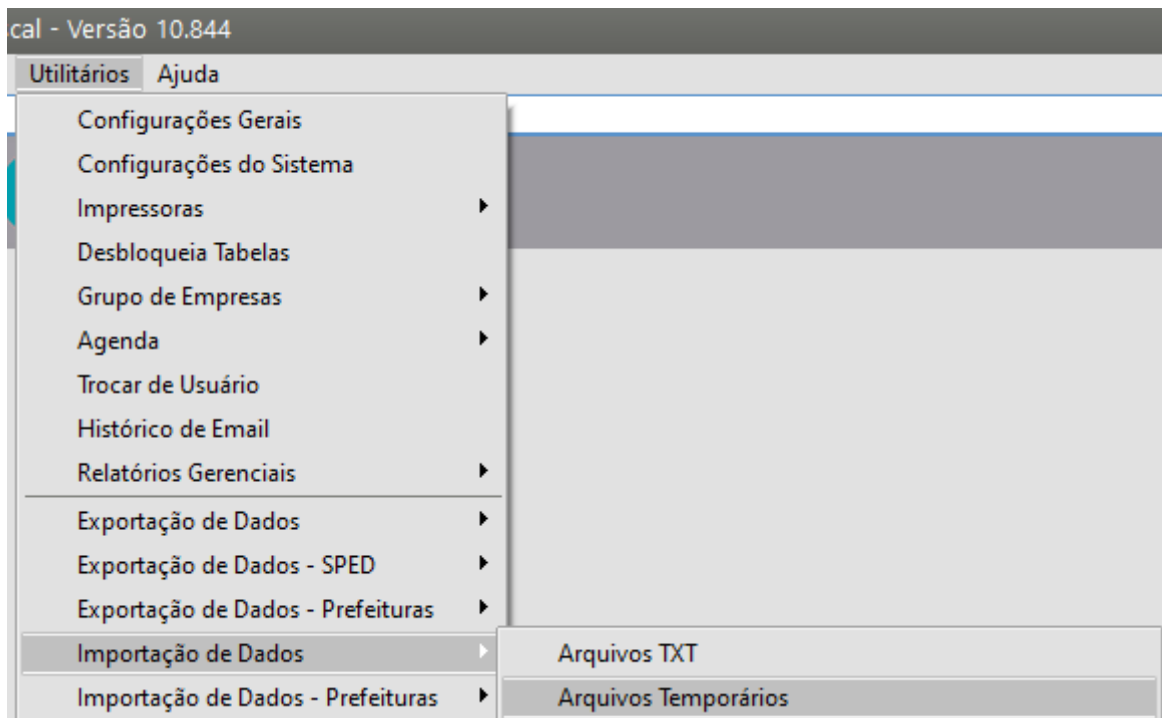 cal - Versão 10.844
Utilitários Ajuda
Configurações Gerais
Configurações do Sistema
Impressoras
Desbloqueia Tabelas
Grupo de Empresas
Agenda
Trocar de Usuário
Histórico de Email
Relatórios Gerenciais
Exportação de Dados
Exportação de Dados - SPED
Exportação de Dados - Prefeituras
Importação de Dados
Arquivos TXT
Importação de Dados - Prefeituras
Arquivos Temporários